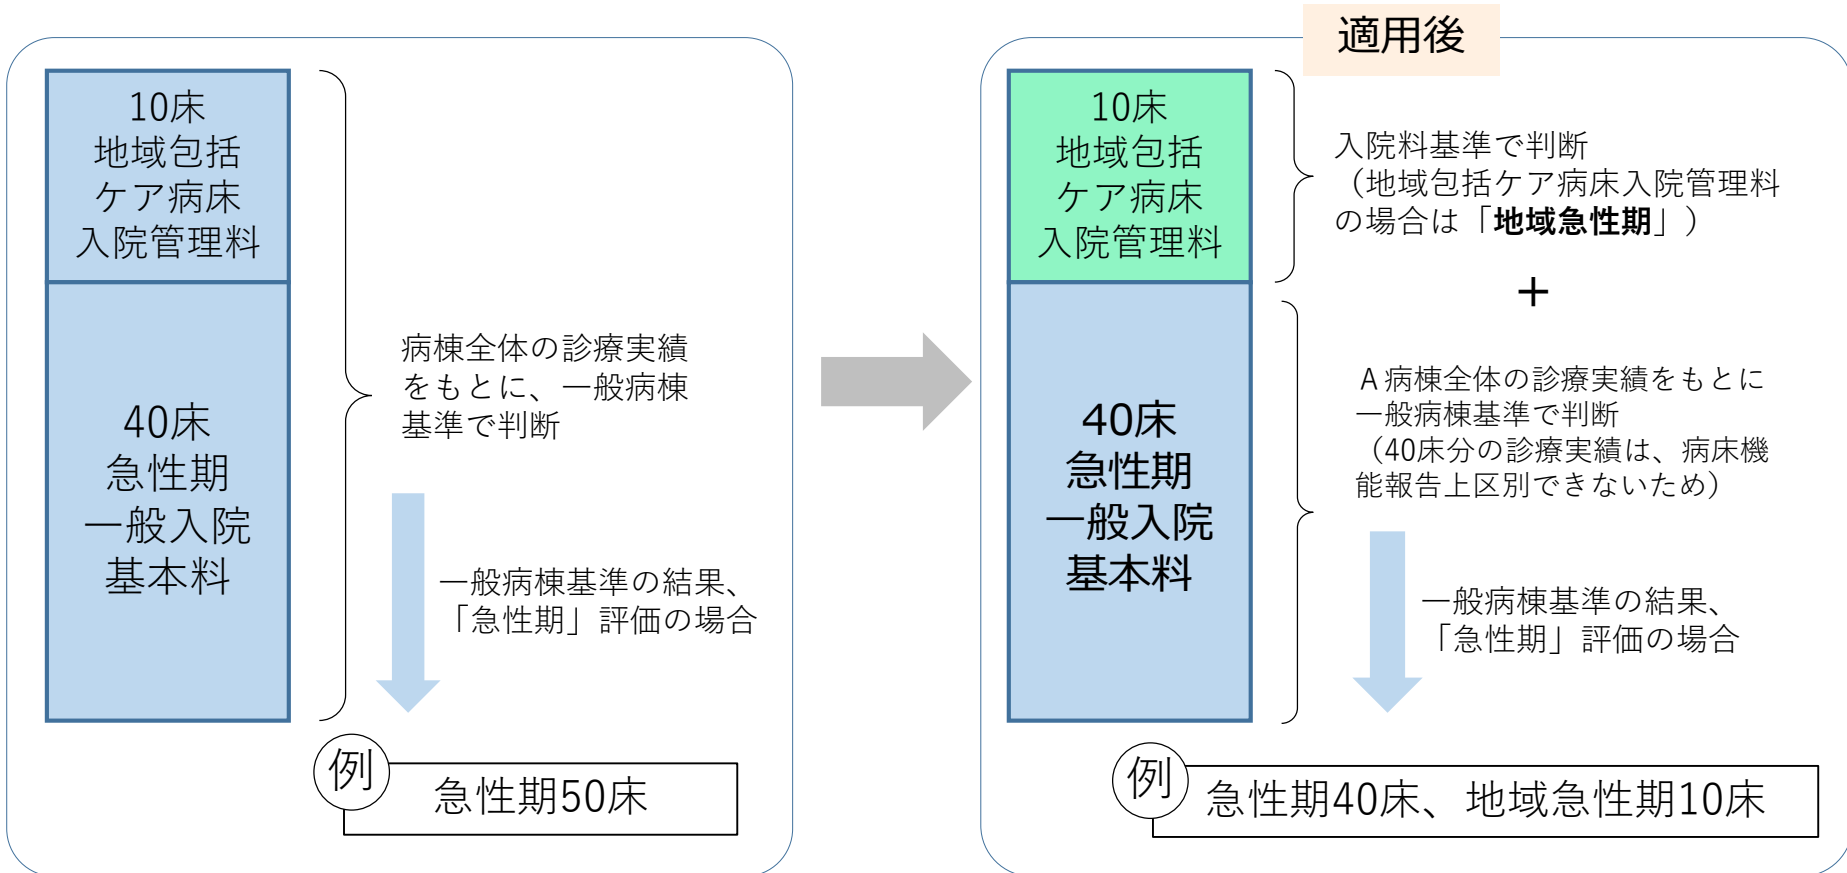 10床
地域包括
ケア病床
入院管理料
40床
急性期
一般入院
基本料
病棟全体の診療実績
をもとに、一般病棟
基準で判断
一般病棟基準の結果、
「急性期」評価の場合
例
急性期50床
適用後
10床
地域包括
ケア病床
入院管理料
40床
急性期
一般入院
基本料
入院料基準で判断
（地域包括ケア病床入院管理料
の場合は「地域急性期」）
＋
Ａ病棟全体の診療実績をもとに
一般病棟基準で判断
（40床分の診療実績は、病床機
能報告上区別できないため）
一般病棟基準の結果、
「急性期」評価の場合
例
急性期40床、地域急性期10床